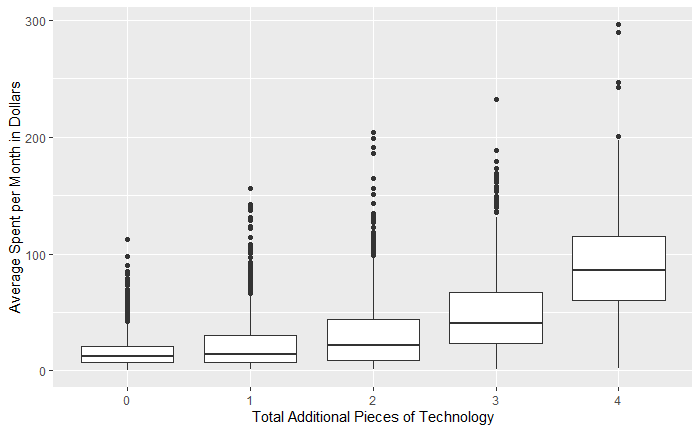 300
200
100
0
Average Spent per Month in Dollars
0 1 2 3 4
Total Additional Pieces of Technology